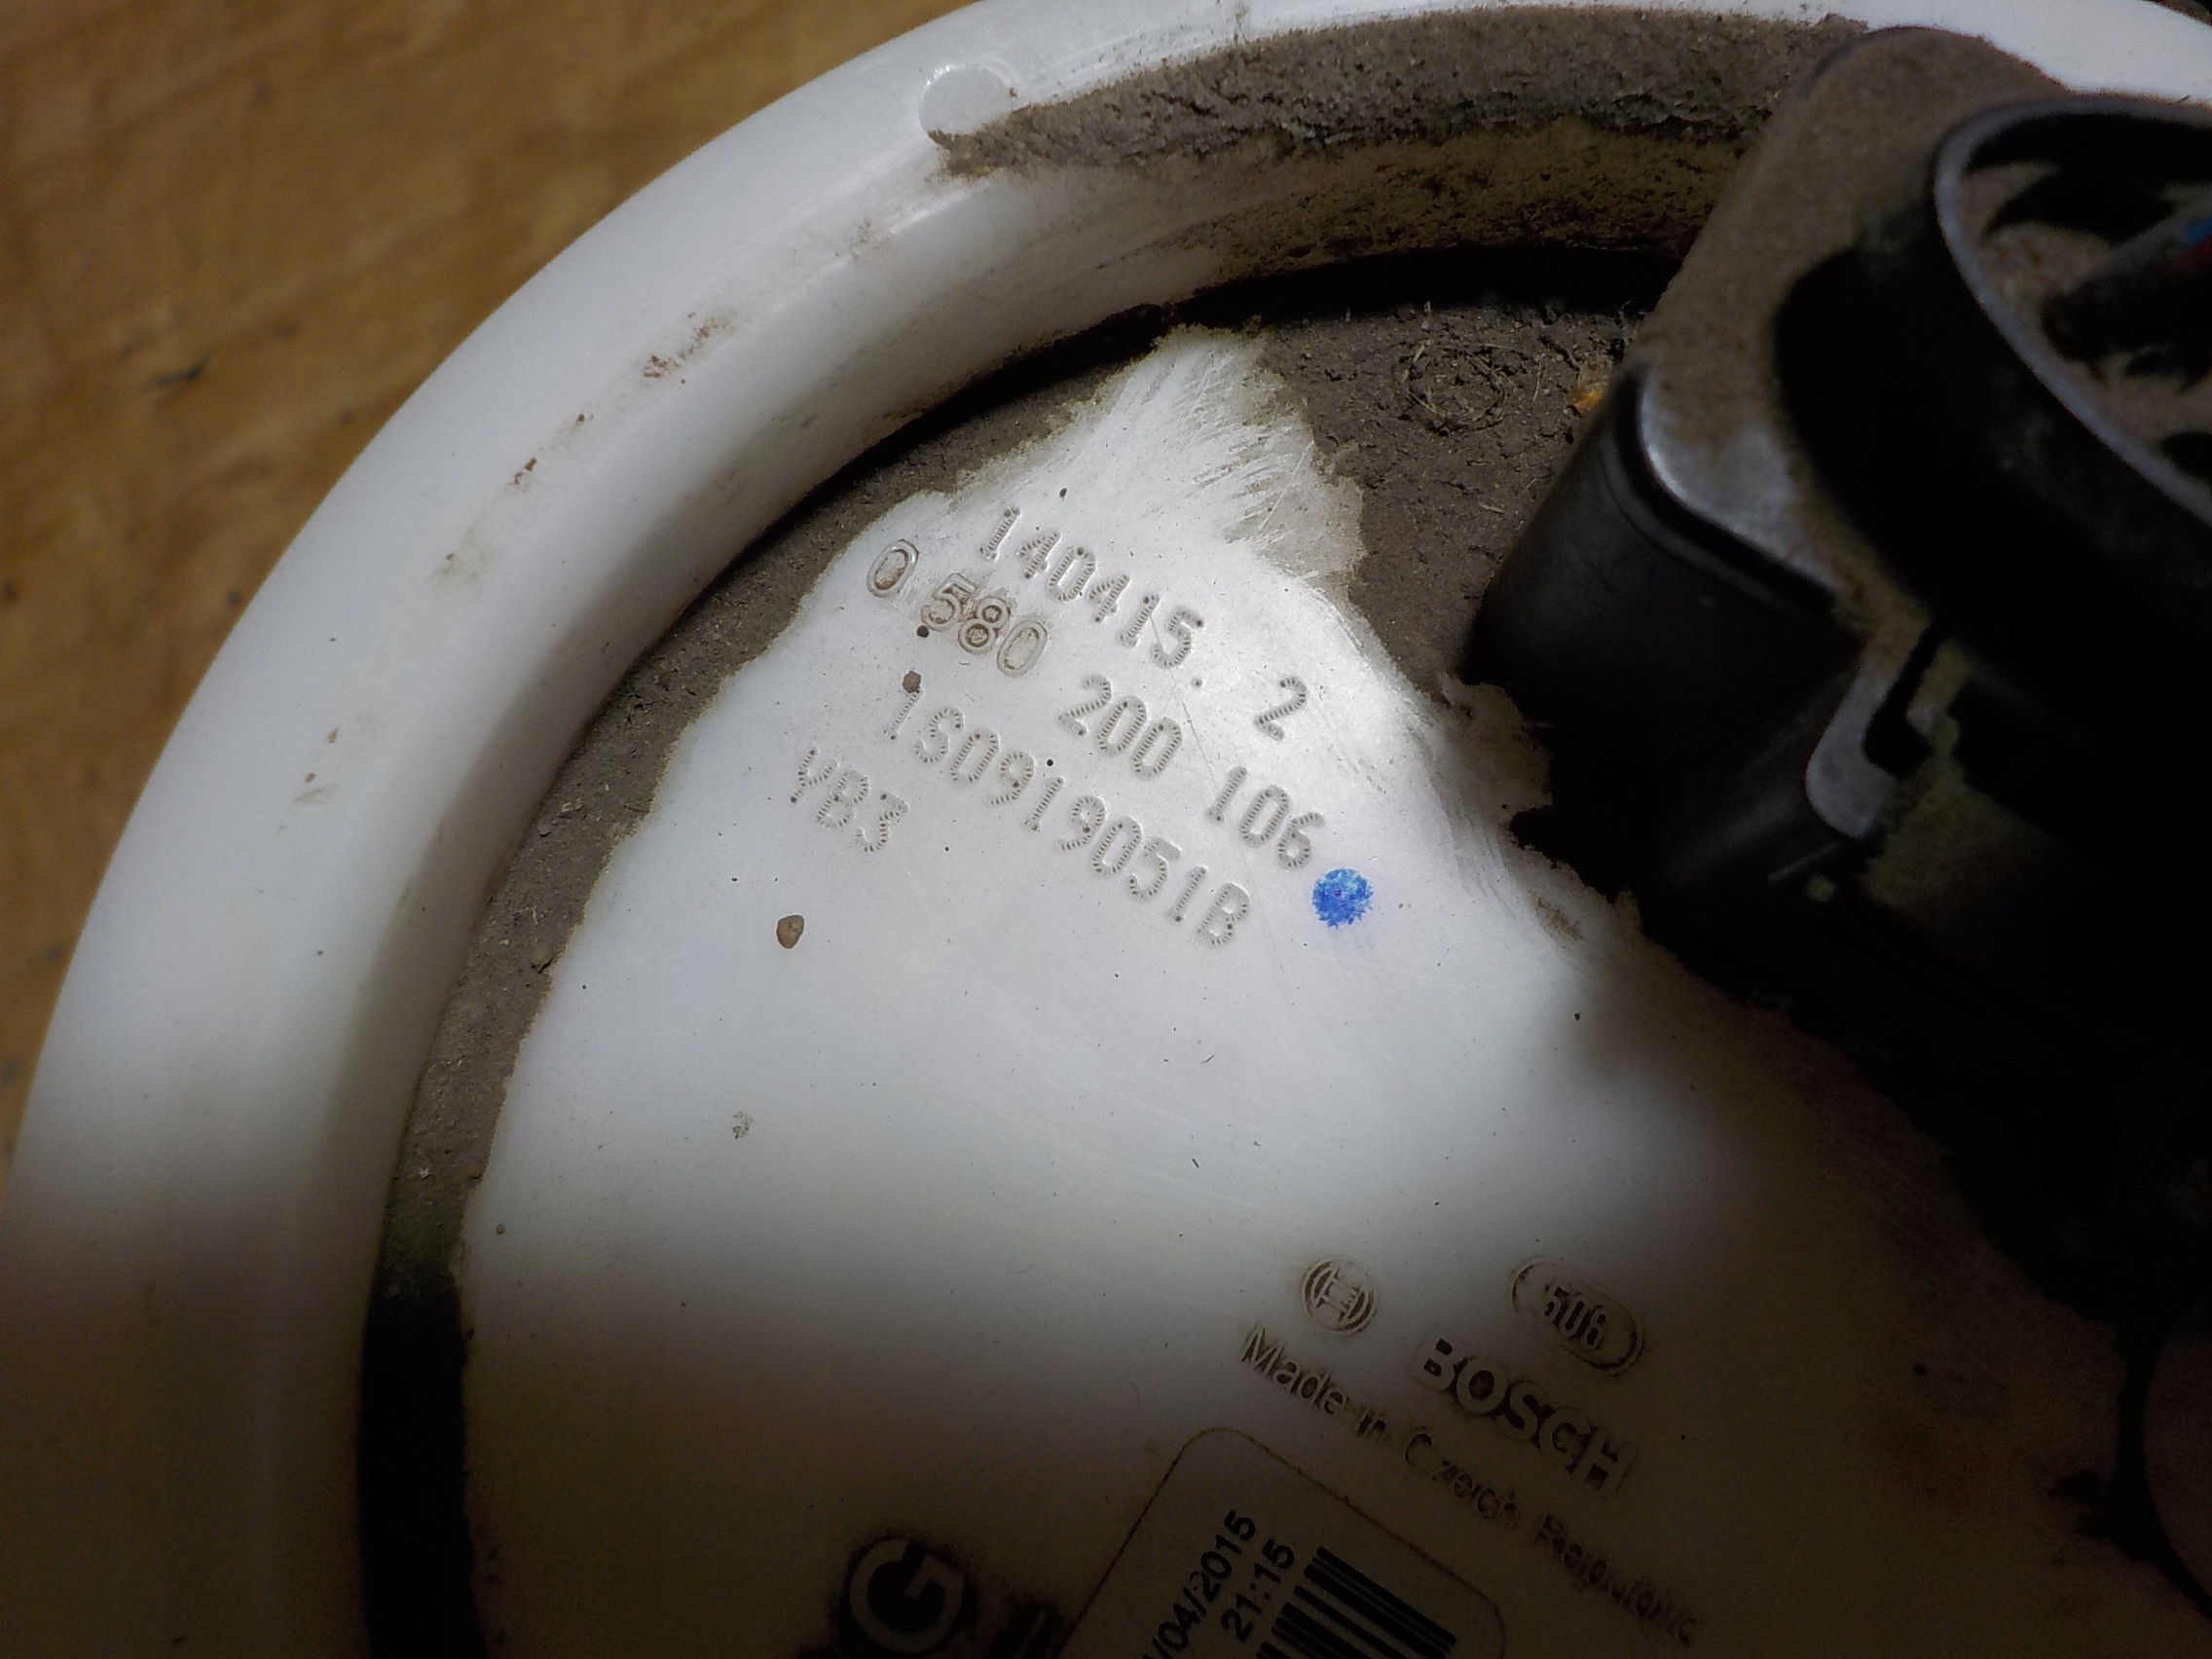 140415. 2
0 580 200 106
1S0919051B
YB3
506
BOSCH
Made in Czech Republic
/04/2015
21:15
G